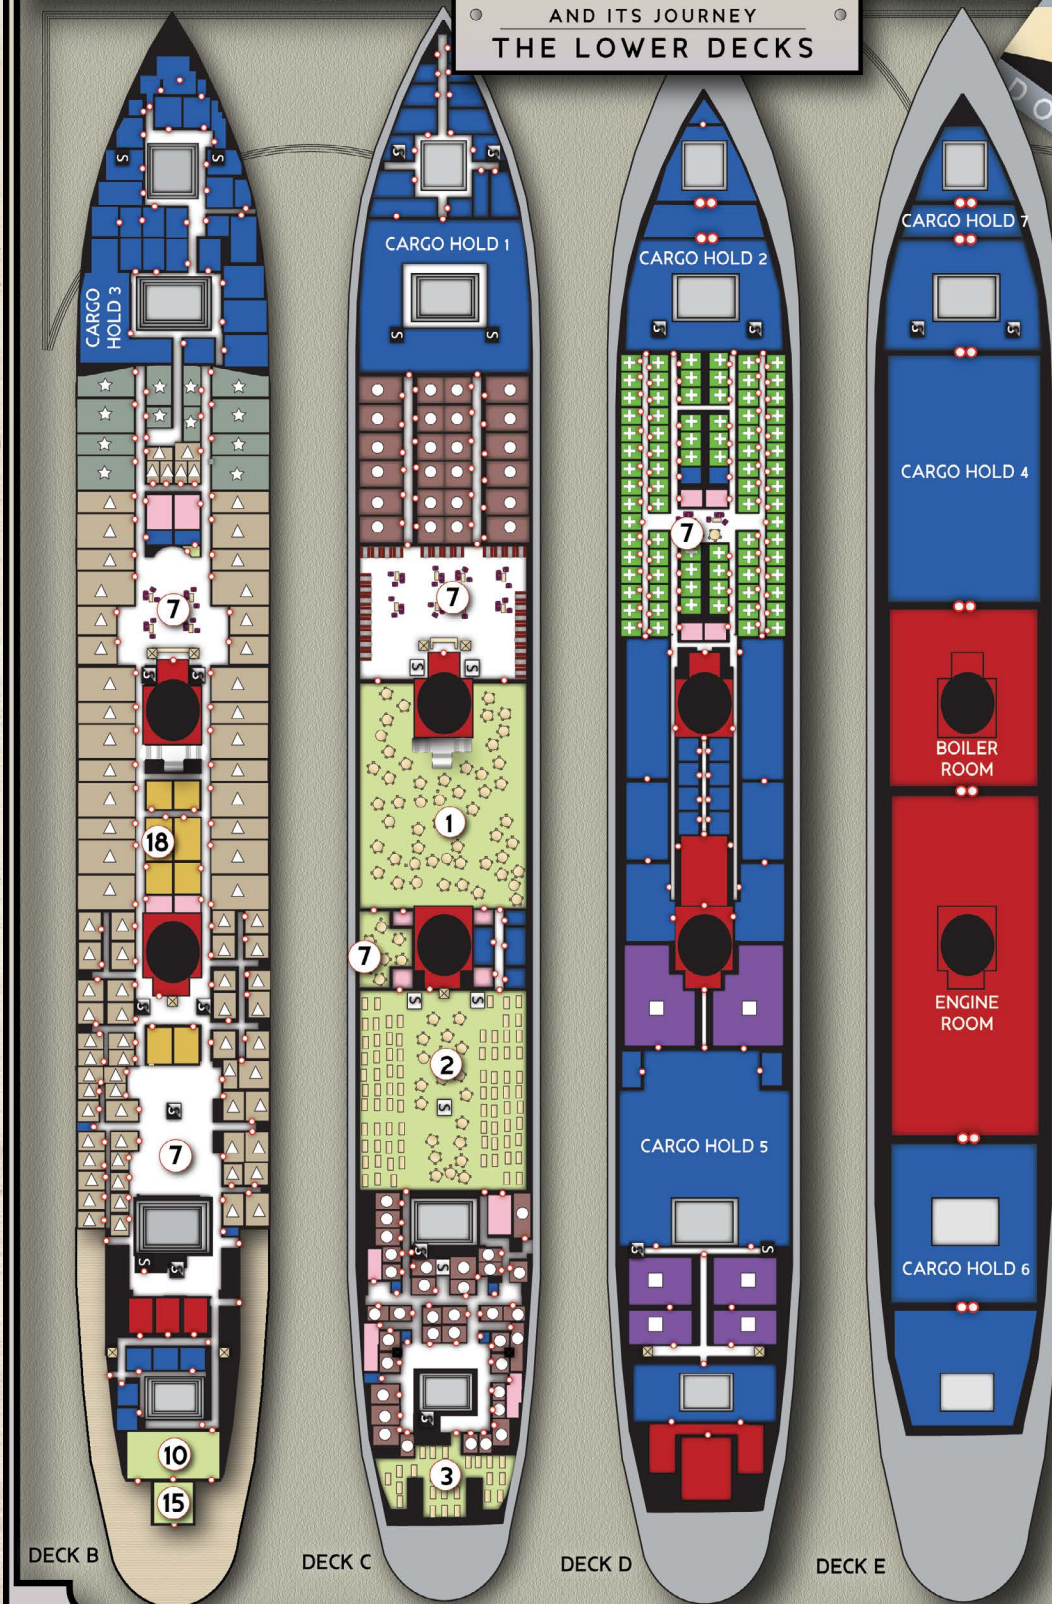 AND ITS JOURNEY
THE LOWER DECKS
DO
S
S
CARGO
HOLD 3
7
S
S
18
S
S
S
7
S
S
10
15
DECK B
S
S
CARGO HOLD 1
S
S
7
S
S
1
7
S
S
2
S
S
S
S
3
DECK C
CARGO HOLD 2
S
S
7
CARGO HOLD 5
S
S
DECK D
CARGO HOLD 7
S
S
CARGO HOLD 4
BOILER
ROOM
ENGINE
ROOM
CARGO HOLD 6
DECK E